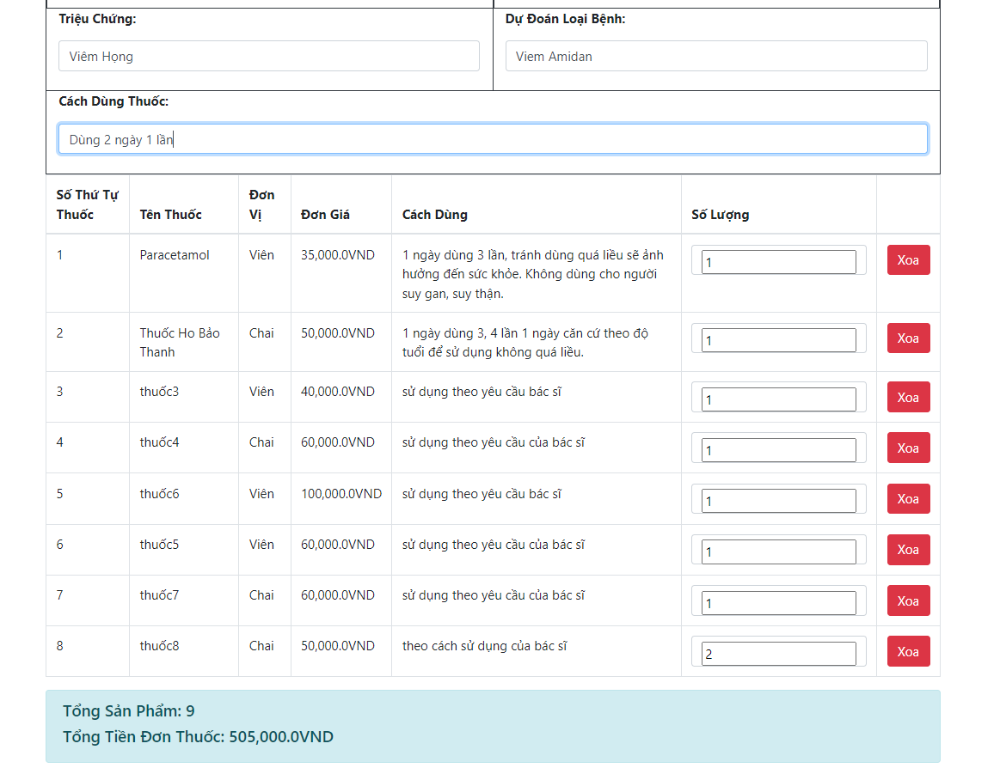 Triệu Chứng:
Dự Đoán Loại Bệnh:
Viêm Họng
Viem Amidan
Cách Dùng Thuốc:
Dùng 2 ngày 1 lần
Số Thứ Tự
Thuốc
Tên Thuốc
Đơn
Vị
Đơn Giá
Cách Dùng
Số Lượng
1
Paracetamol
Viên
35,000.0VND
1 ngày dùng 3 lần, tránh dùng quá liều sẽ ảnh
hưởng đến sức khỏe. Không dùng cho người
suy gan, suy thận.
1
Xoa
2
Thuốc Ho Bảo
Thanh
Chai
50,000.0VND
1 ngày dùng 3, 4 lần 1 ngày căn cứ theo độ
tuổi để sử dụng không quá liều.
1
Xoa
3
thuốc3
Viên
40,000.0VND
sử dụng theo yêu cầu bác sĩ
1
Xoa
4
thuốc4
Chai
60,000.0VND
sử dụng theo yêu cầu của bác sĩ
1
Xoa
5
thuốc6
Viên
100,000.0VND
sử dụng theo yêu cầu bác sĩ
1
Xoa
6
thuốc5
Viên
60,000.0VND
sử dụng theo yêu cầu của bác sĩ
1
Xoa
7
thuốc7
Chai
60,000.0VND
sử dụng theo yêu cầu của bác sĩ
1
Xoa
8
thuốc8
Chai
50,000.0VND
theo cách sử dụng của bác sĩ
2
Xoa
Tổng Sản Phẩm: 9
Tổng Tiền Đơn Thuốc: 505,000.0VND